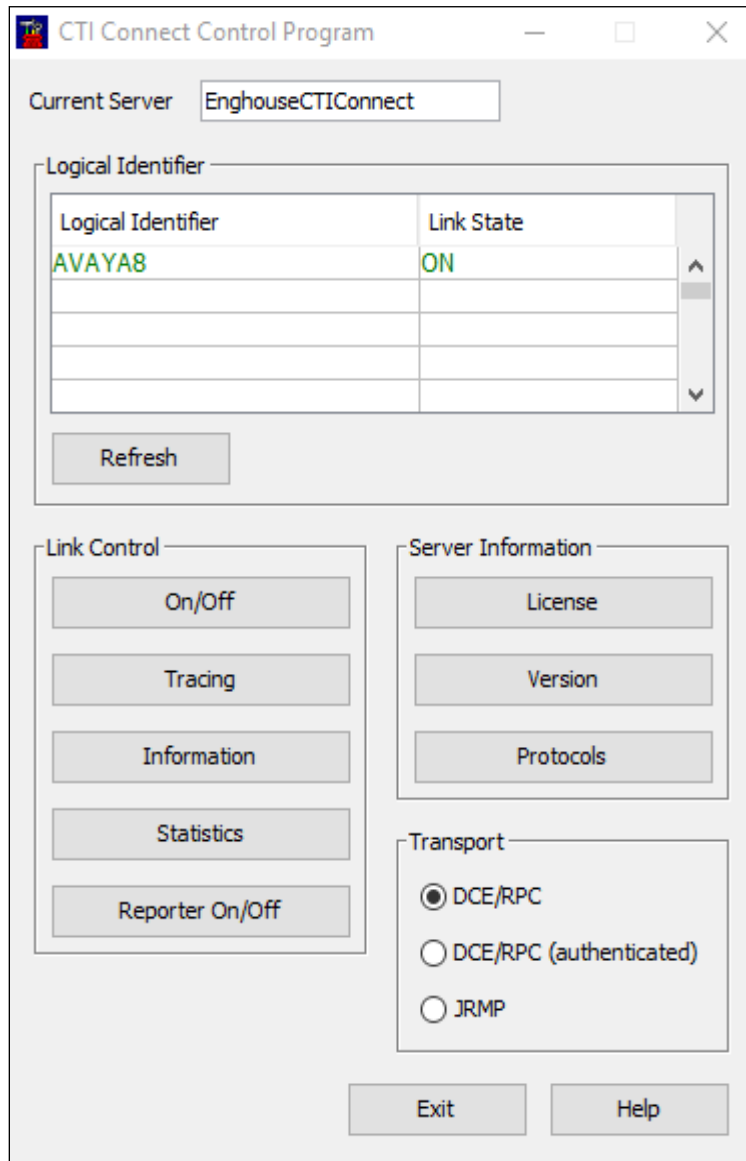 CTI Connect Control Program
Current Server EnghouseCTIConnect
Logical Identifier
Logical Identifier Link State
AVAYA8 ON
Refresh
Link Control
On/Off
Tracing
Information
Statistics
Reporter On/Off
Server Information
License
Version
Protocols
Transport
DCE/RPC
DCE/RPC (authenticated)
JRMP
Exit Help